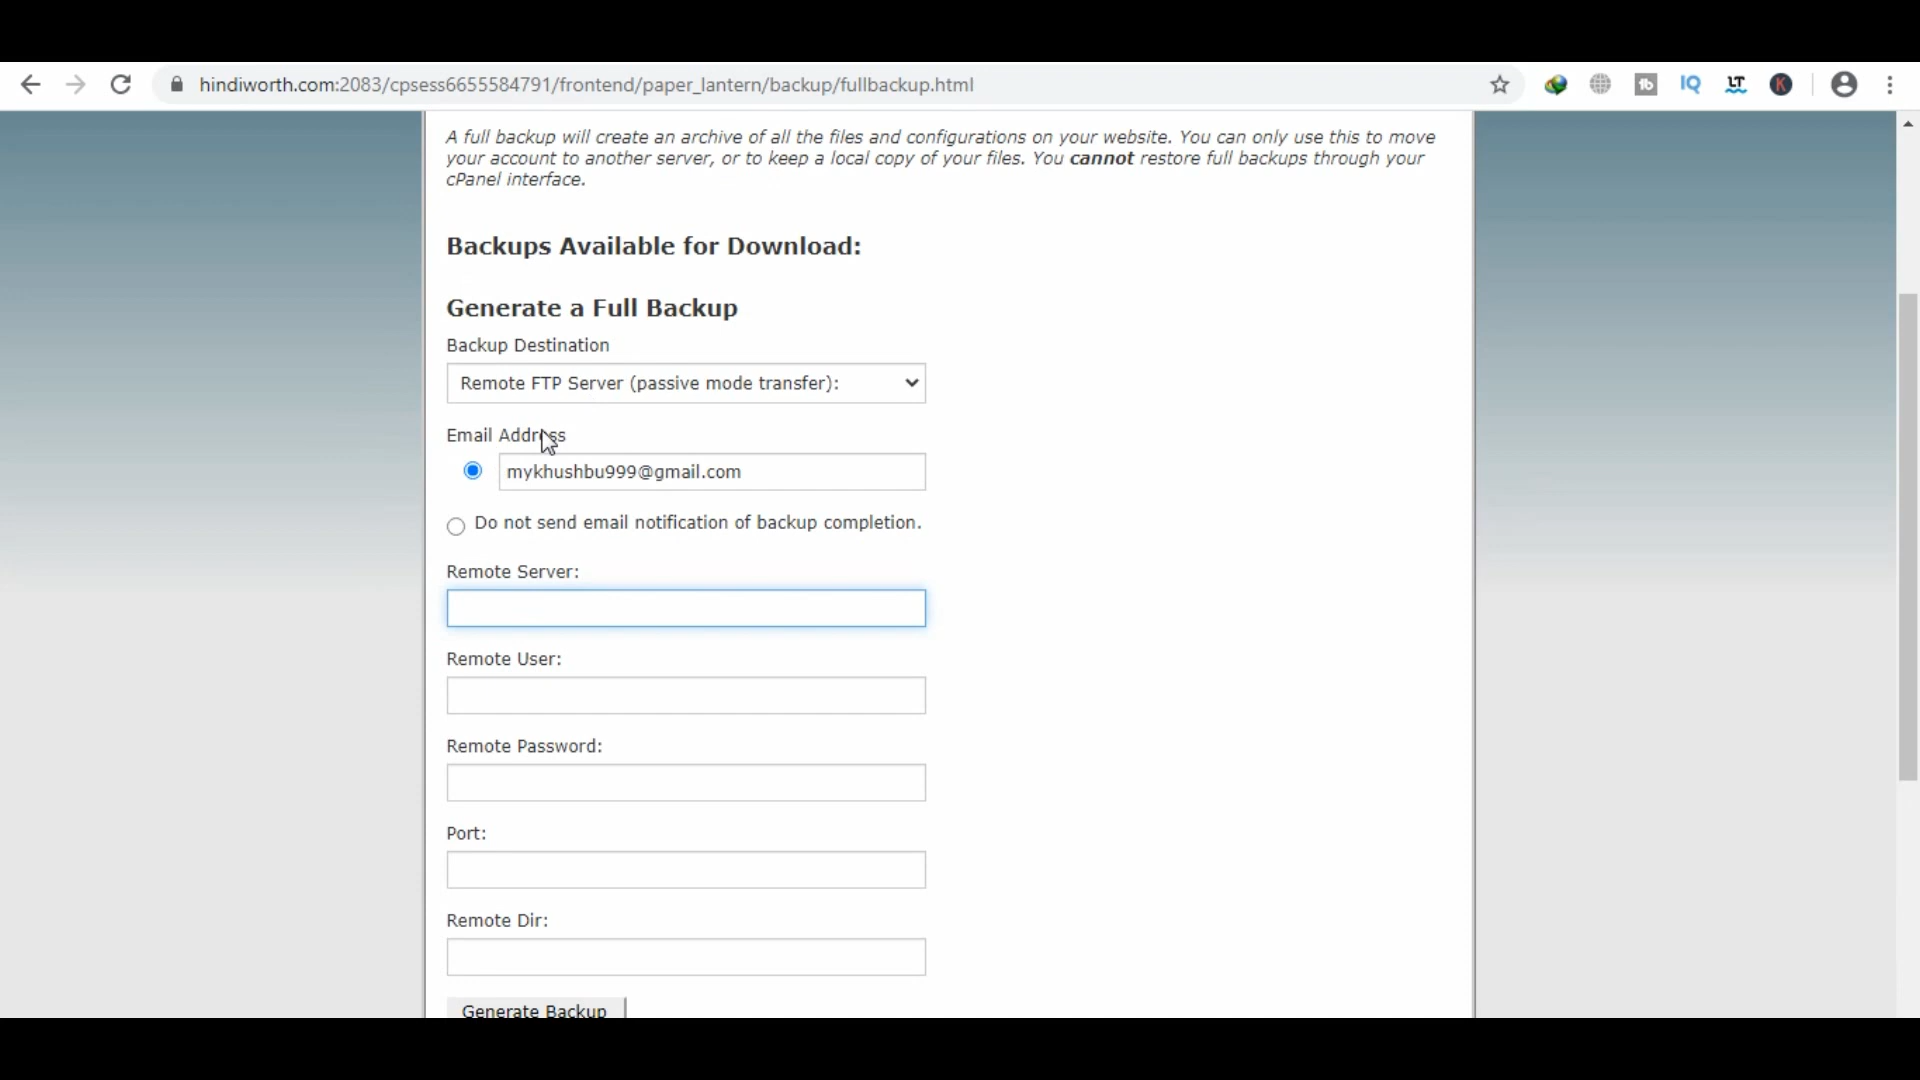 hindiworth.com:2083/cpsess6655584791/frontend/paper_lantern/backup/fullbackup.html
tb
IQ
LT
K
A full backup will create an archive of all the files and configurations on your website. You can only use this to move
your account to another server, or to keep a local copy of your files. You cannot restore full backups through your
cPanel interface.
Backups Available for Download:
Generate a Full Backup
Backup Destination
Remote FTP Server (passive mode transfer):
Email Address
mykhushbu999@gmail.com
Do not send email notification of backup completion.
Remote Server:
Remote User:
Remote Password:
Port:
Remote Dir:
Generate Backup